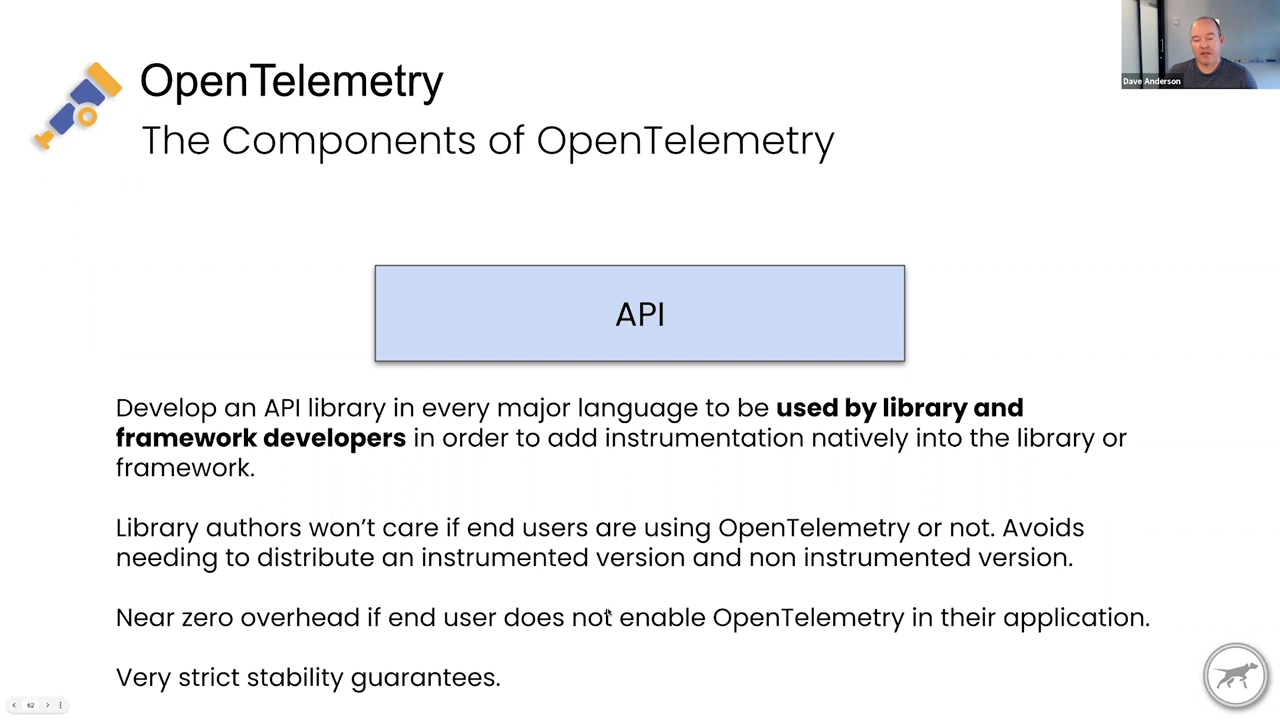 OpenTelemetry
The Components of OpenTelemetry
Dave Anderson
API
Develop an API library in every major language to be used by library and
framework developers in order to add instrumentation natively into the library or
framework.
Library authors won’t care if end users are using OpenTelemetry or not. Avoids
needing to distribute an instrumented version and non instrumented version.
Near zero overhead if end user does not enable OpenTelemetry in their application.
Very strict stability guarantees.
62